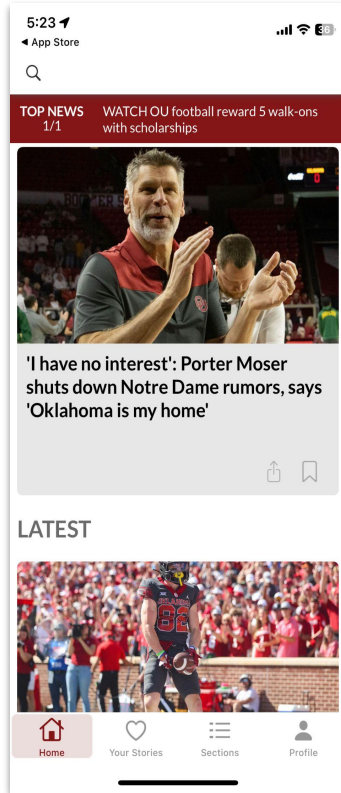 5:23
36
◀ App Store
TOP NEWS
1/1
WATCH OU football reward 5 walk-ons
with scholarships
'I have no interest': Porter Moser
shuts down Notre Dame rumors, says
'Oklahoma is my home'
LATEST
OKLAHOMA
82
Home
Your Stories
Sections
Profile